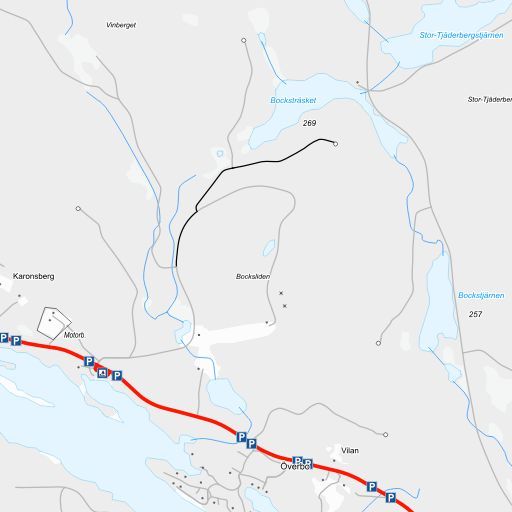 Vinberget
Stor-Tjäderbergstjärnen
Stor-Tjäderber
Bocksträsket
269
Karonsberg
Bocksliden
Bockstjärnen
257
Motorb.
P
P
P
P
P
P
P
P
Vilan
Överbo
P
P